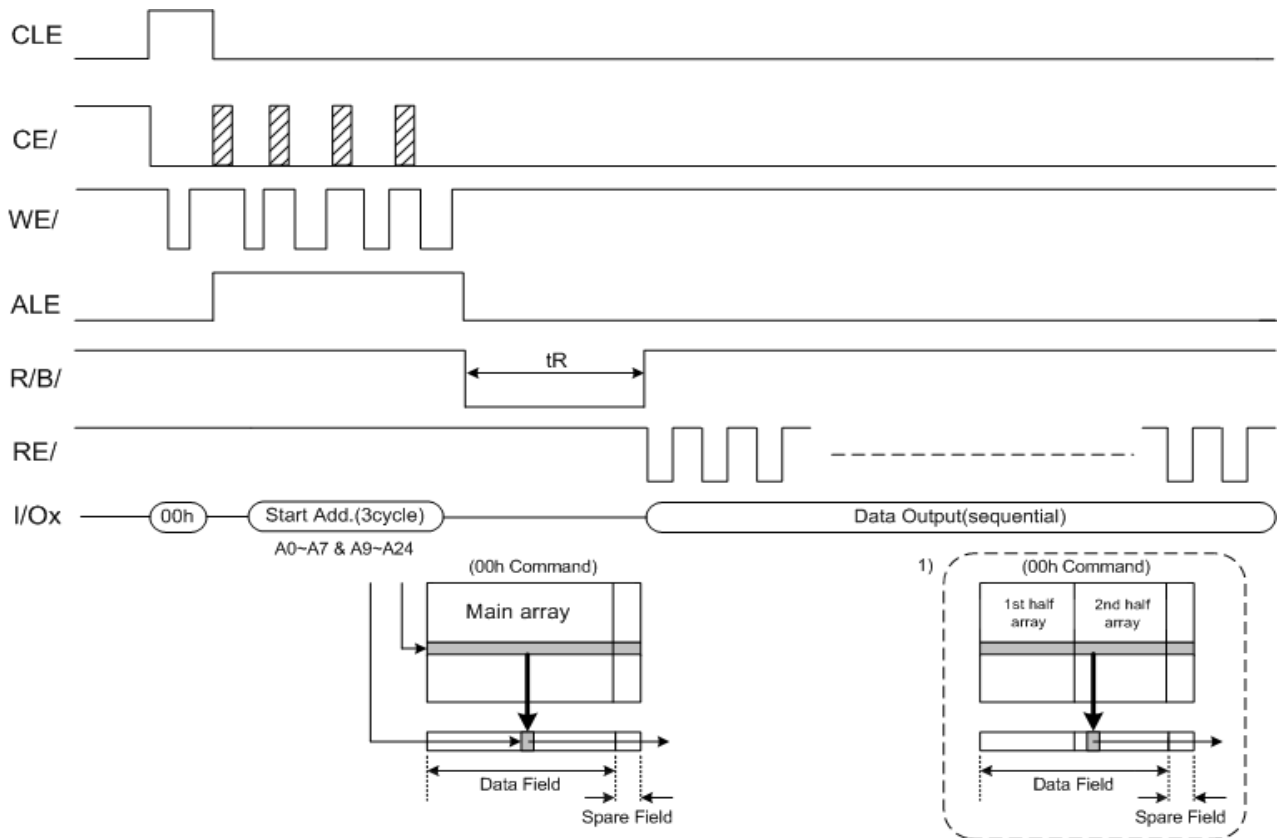 CLE
CE/
WE/
ALE
R/B/
tR
RE/
I/Ox
00h
Start Add.(3cycle)
Data Output(sequential)
A0~A7 & A9~A24
(00h Command)
Main array
Data Field
Spare Field
1)
(00h Command)
1st half
array
2nd half
array
Data Field
Spare Field